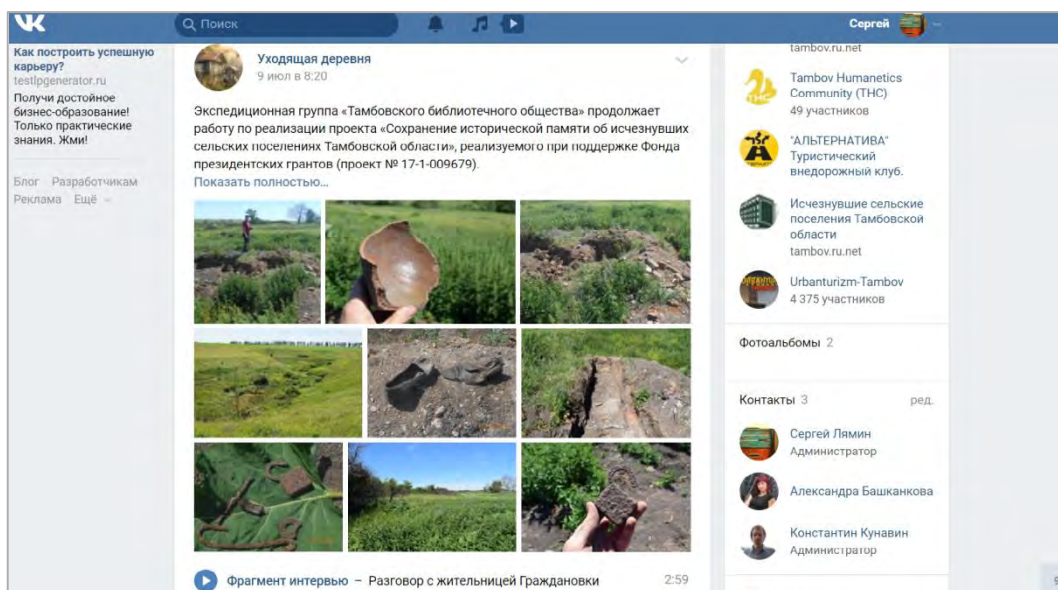 Поиск
Сергей
Как построить успешную
карьеру?
testlpgenerator.ru
Получи достойное
бизнес-образование!
Только практические
знания. Жми!
Блог Разработчикам
Реклама Ещё
Уходящая деревня
9 июл в 8:20
Экспедиционная группа «Тамбовского библиотечного общества» продолжает
работу по реализации проекта «Сохранение исторической памяти об исчезнувших
сельских поселениях Тамбовской области», реализуемого при поддержке Фонда
президентских грантов (проект № 17-1-009679).
Показать полностью...
Фрагмент интервью – Разговор с жительницей Граждановки 2:59
tambov.ru.net
Tambov Humanetics
Community (THC)
49 участников
"АЛЬТЕРНАТИВА"
Туристический
внедорожный клуб.
Исчезнувшие сельские
поселения Тамбовской
области
tambov.ru.net
Urbanturizm-Tambov
4 375 участников
Фотоальбомы 2
Контакты 3 ред.
Сергей Лямин
Администратор
Александра Башканкова
Константин Кунавин
Администратор